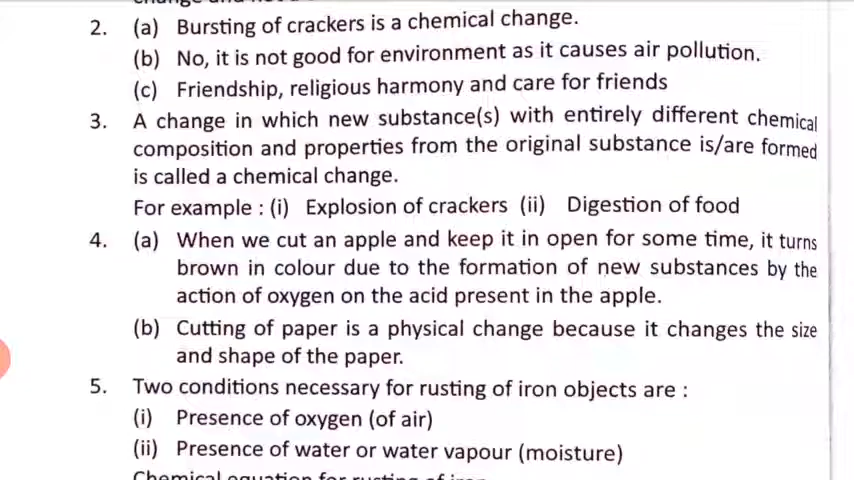 2. (a) Bursting of crackers is a chemical change.
(b) No, it is not good for environment as it causes air pollution.
(c) Friendship, religious harmony and care for friends
3. A change in which new substance(s) with entirely different chemical
composition and properties from the original substance is/are formed
is called a chemical change.
For example : (i) Explosion of crackers (ii) Digestion of food
4. (a) When we cut an apple and keep it in open for some time, it turns
brown in colour due to the formation of new substances by the
action of oxygen on the acid present in the apple.
(b) Cutting of paper is a physical change because it changes the size
and shape of the paper.
5. Two conditions necessary for rusting of iron objects are :
(i) Presence of oxygen (of air)
(ii) Presence of water or water vapour (moisture)
Chemical equation for rusting of iron